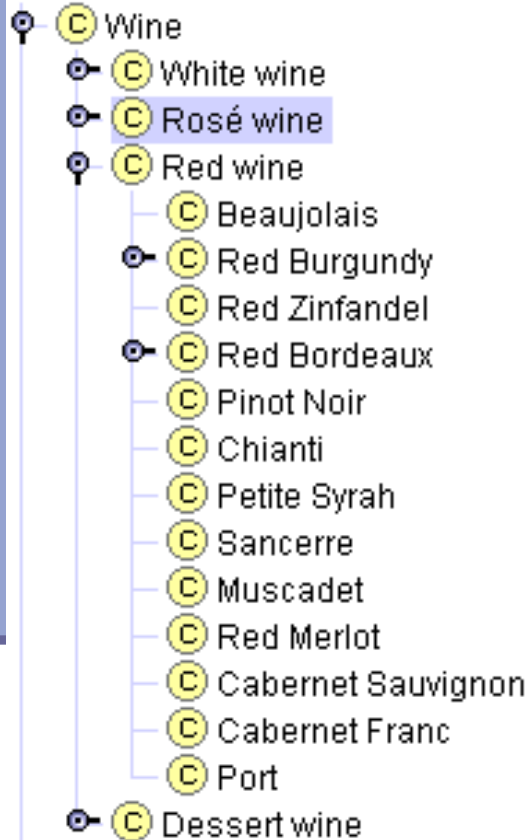 C Wine
C White wine
C Rosé wine
C Red wine
C Beaujolais
C Red Burgundy
C Red Zinfandel
C Red Bordeaux
C Pinot Noir
C Chianti
C Petite Syrah
C Sancerre
C Muscadet
C Red Merlot
C Cabernet Sauvignon
C Cabernet Franc
C Port
C Dessert wine